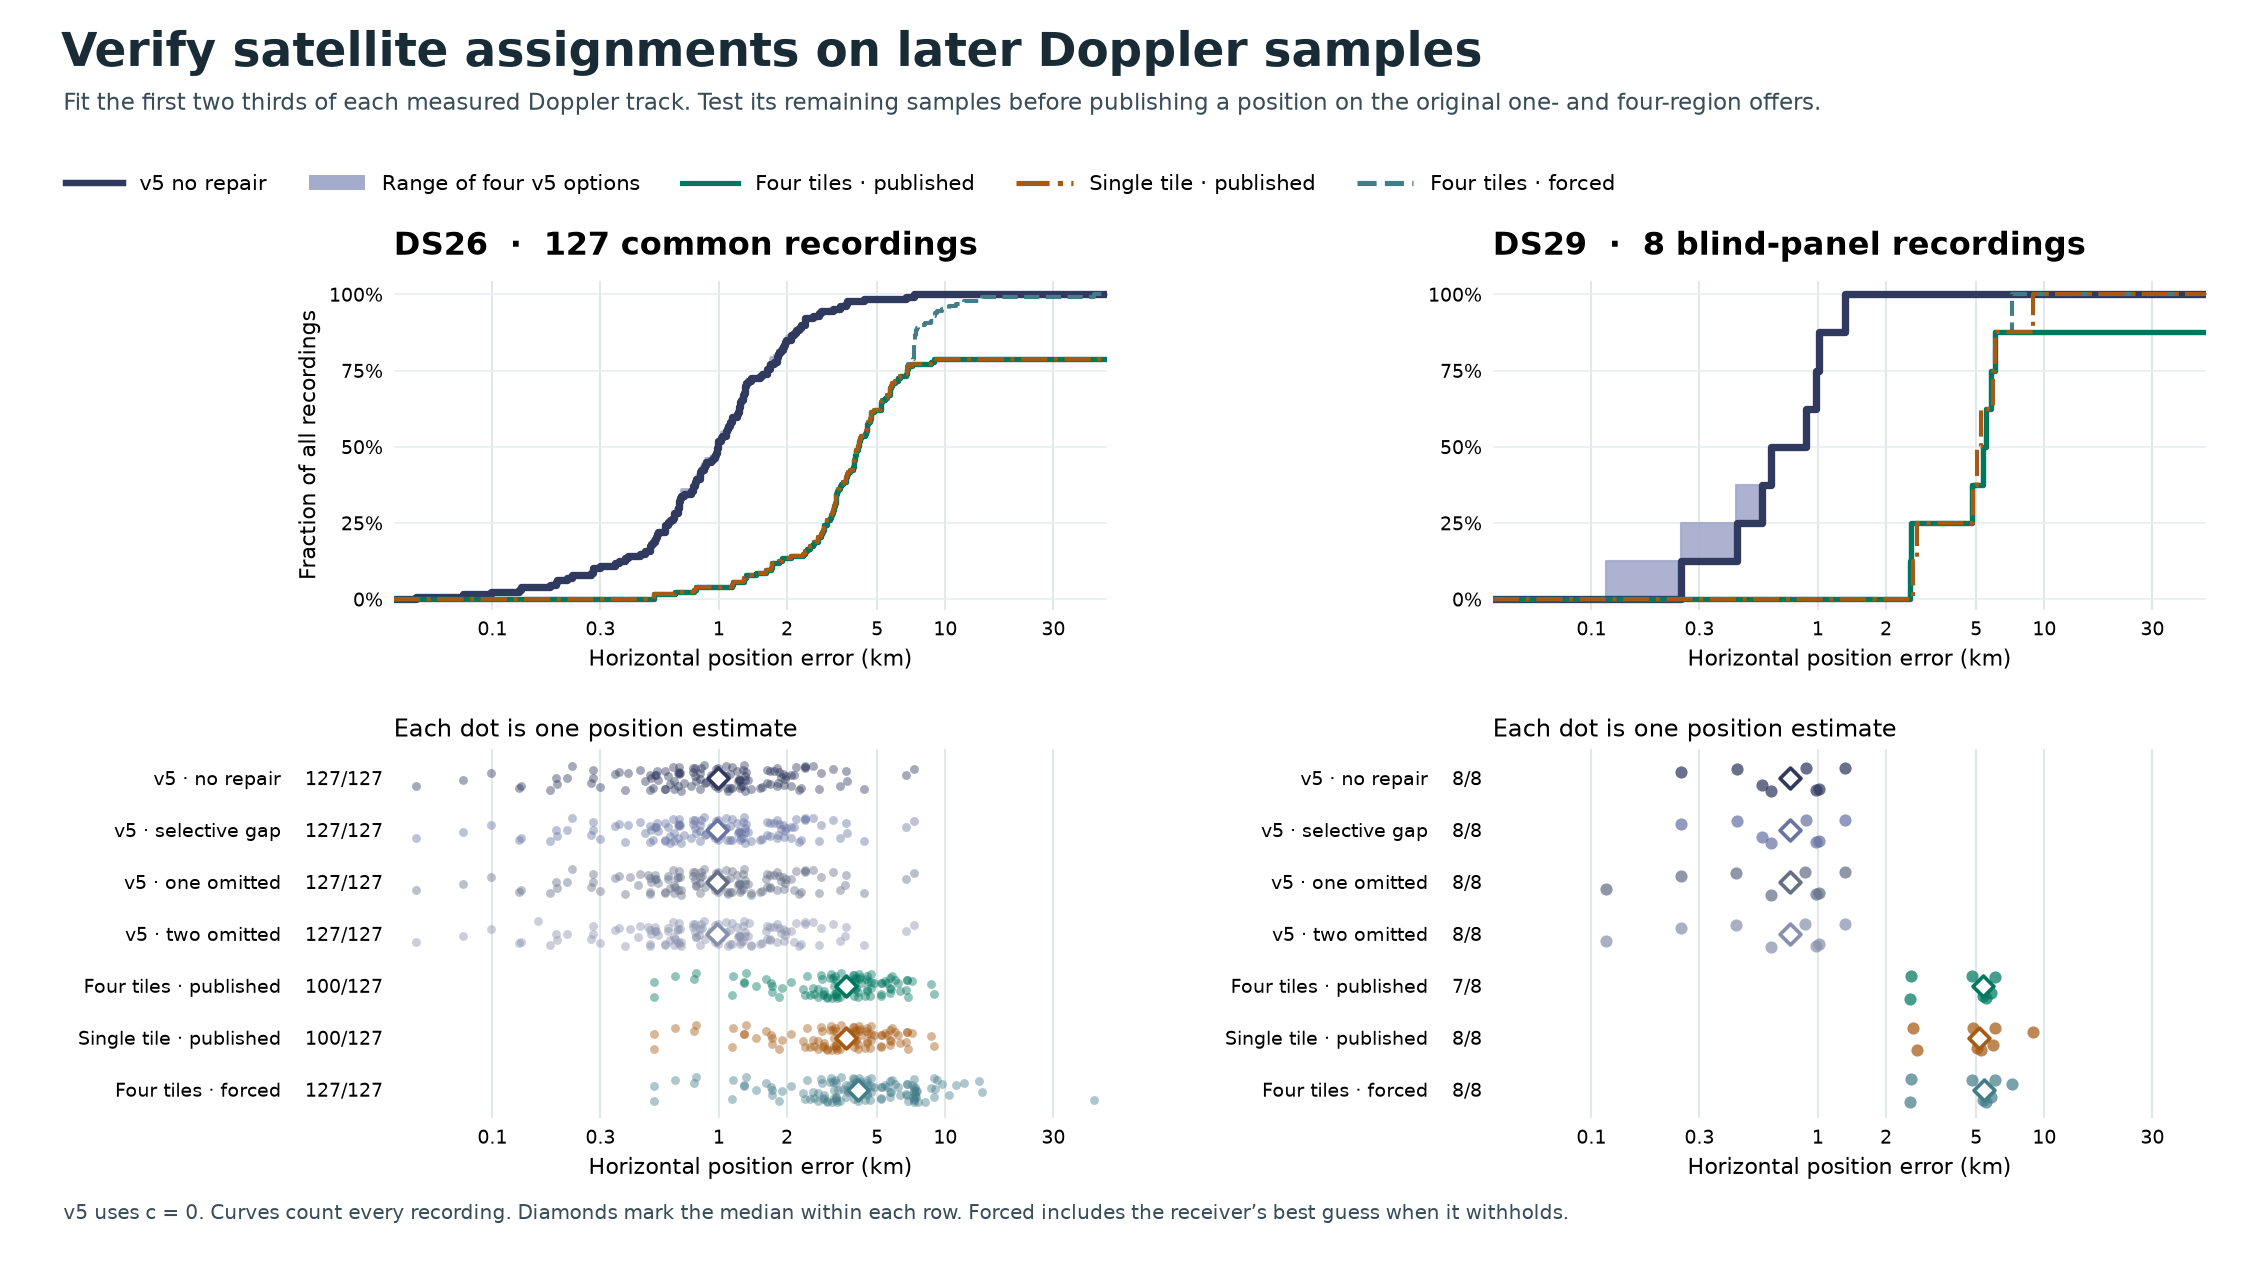 Verify satellite assignments on later Doppler samples
Fit the first two thirds of each measured Doppler track. Test its remaining samples before publishing a position on the original one- and four-region offers.
v5 no repair
Range of four v5 options
Four tiles · published
Single tile · published
Four tiles · forced
DS26 · 127 common recordings
100%
75%
50%
25%
0%
Fraction of all recordings
0.1 0.3 1 2 5 10 30
Horizontal position error (km)
DS29 · 8 blind-panel recordings
100%
75%
50%
25%
0%
0.1 0.3 1 2 5 10 30
Horizontal position error (km)
Each dot is one position estimate
v5 · no repair 127/127
v5 · selective gap 127/127
v5 · one omitted 127/127
v5 · two omitted 127/127
Four tiles · published 100/127
Single tile · published 100/127
Four tiles · forced 127/127
0.1 0.3 1 2 5 10 30
Horizontal position error (km)
Each dot is one position estimate
v5 · no repair 8/8
v5 · selective gap 8/8
v5 · one omitted 8/8
v5 · two omitted 8/8
Four tiles · published 7/8
Single tile · published 8/8
Four tiles · forced 8/8
0.1 0.3 1 2 5 10 30
Horizontal position error (km)
v5 uses c = 0. Curves count every recording. Diamonds mark the median within each row. Forced includes the receiver’s best guess when it withholds.